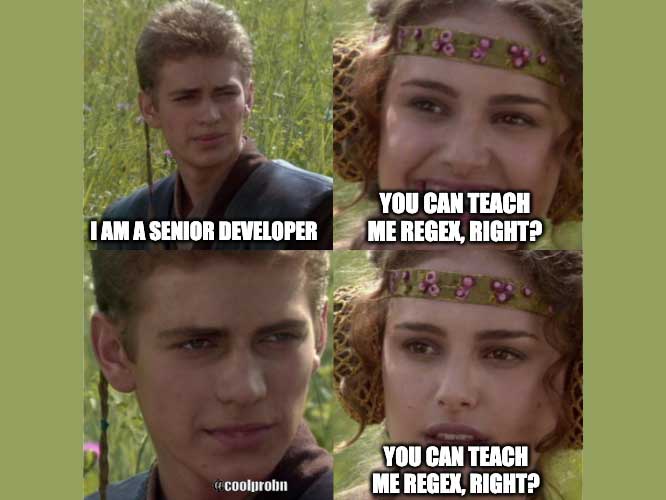 I AM A SENIOR DEVELOPER
YOU CAN TEACH
ME REGEX, RIGHT?
@coolprobn
YOU CAN TEACH
ME REGEX, RIGHT?